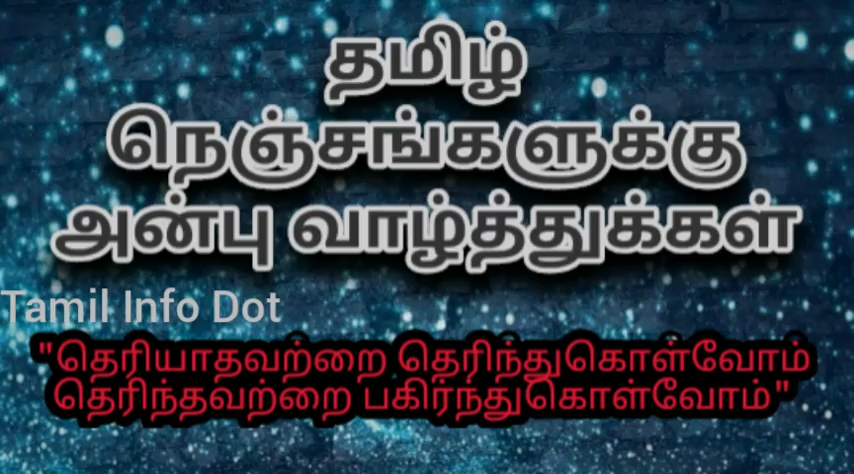 தமிழ்
நெஞ்சங்களுக்கு
அன்பு வாழ்த்துக்கள்
Tamil Info Dot
"தெரியாதவற்றை தெரிந்துகொள்வோம்
தெரிந்தவற்றை பகிர்ந்துகொள்வோம்"